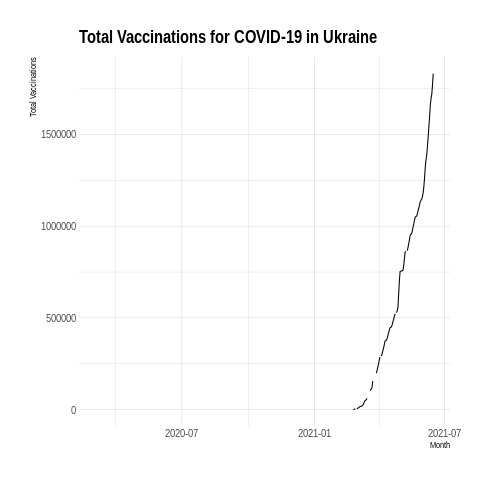 Total Vaccinations for COVID-19 in Ukraine
Total Vaccinations
1500000
1000000
500000
0
2020-07
2021-01
2021-07
Month